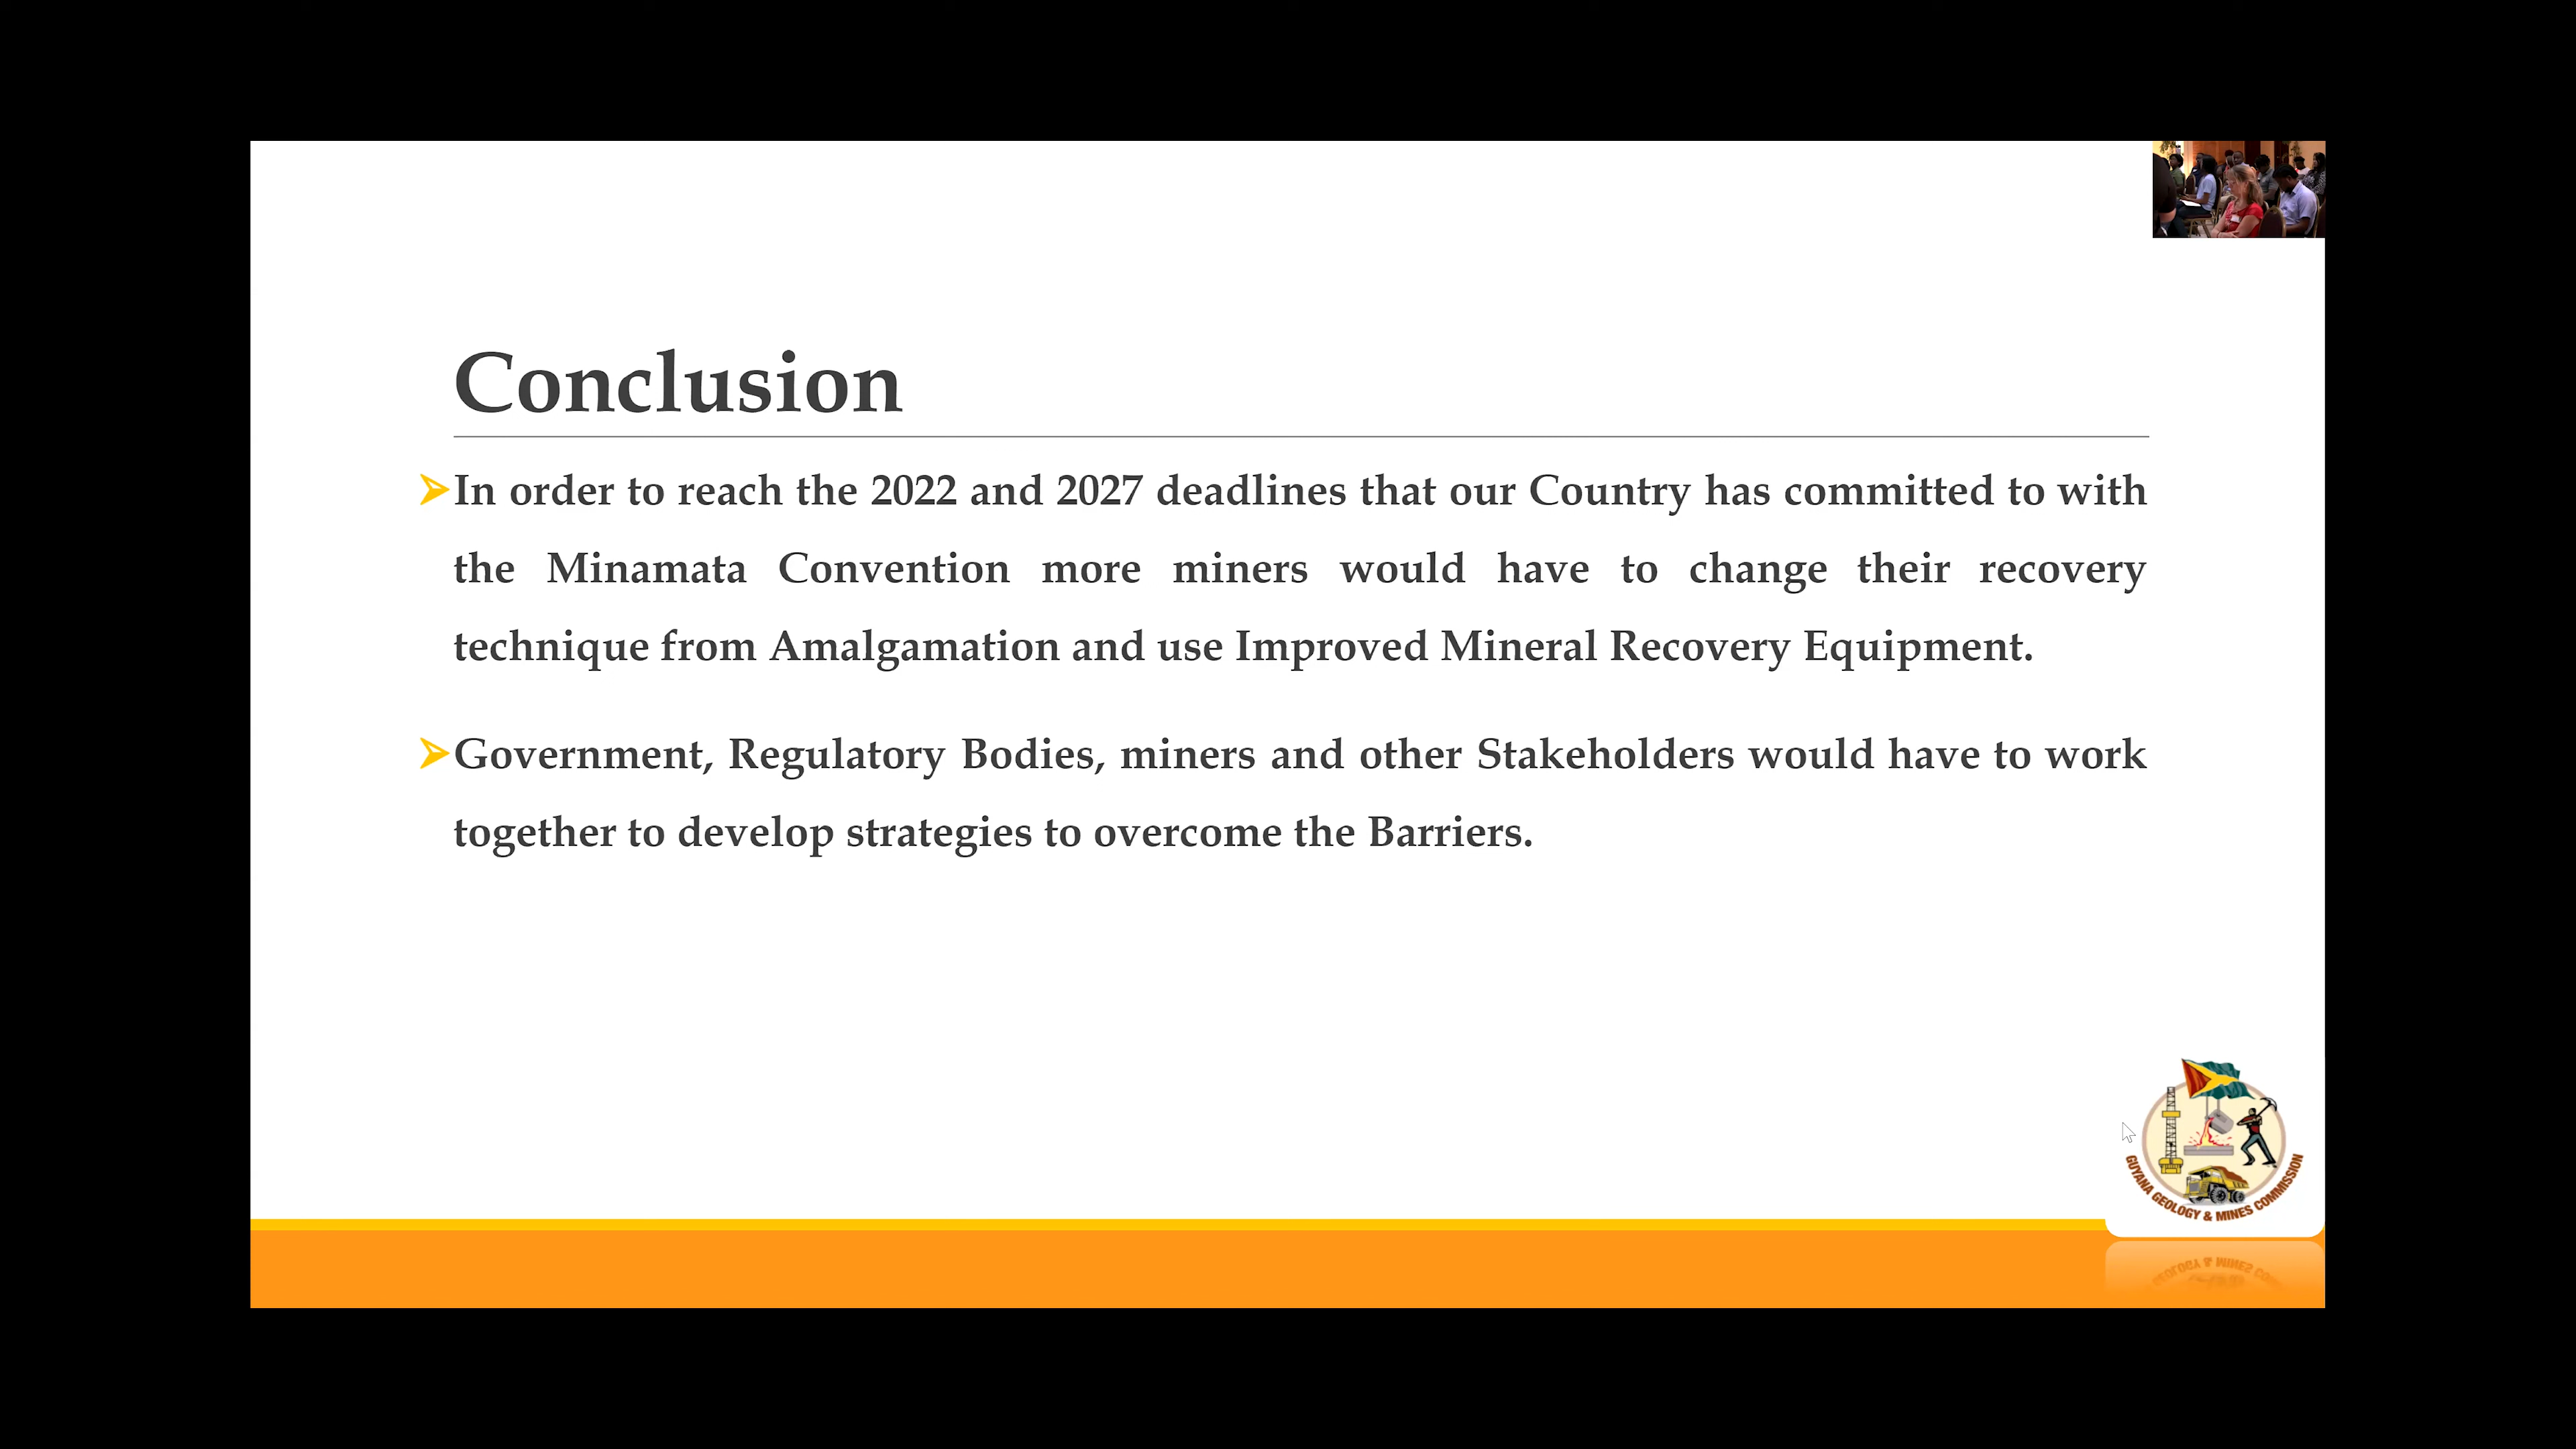 Conclusion
In order to reach the 2022 and 2027 deadlines that our Country has committed to with
the Minamata Convention more miners would have to change their recovery
technique from Amalgamation and use Improved Mineral Recovery Equipment.
Government, Regulatory Bodies, miners and other Stakeholders would have to work
together to develop strategies to overcome the Barriers.
GUYANA GEOLOGY & MINES COMMISSION